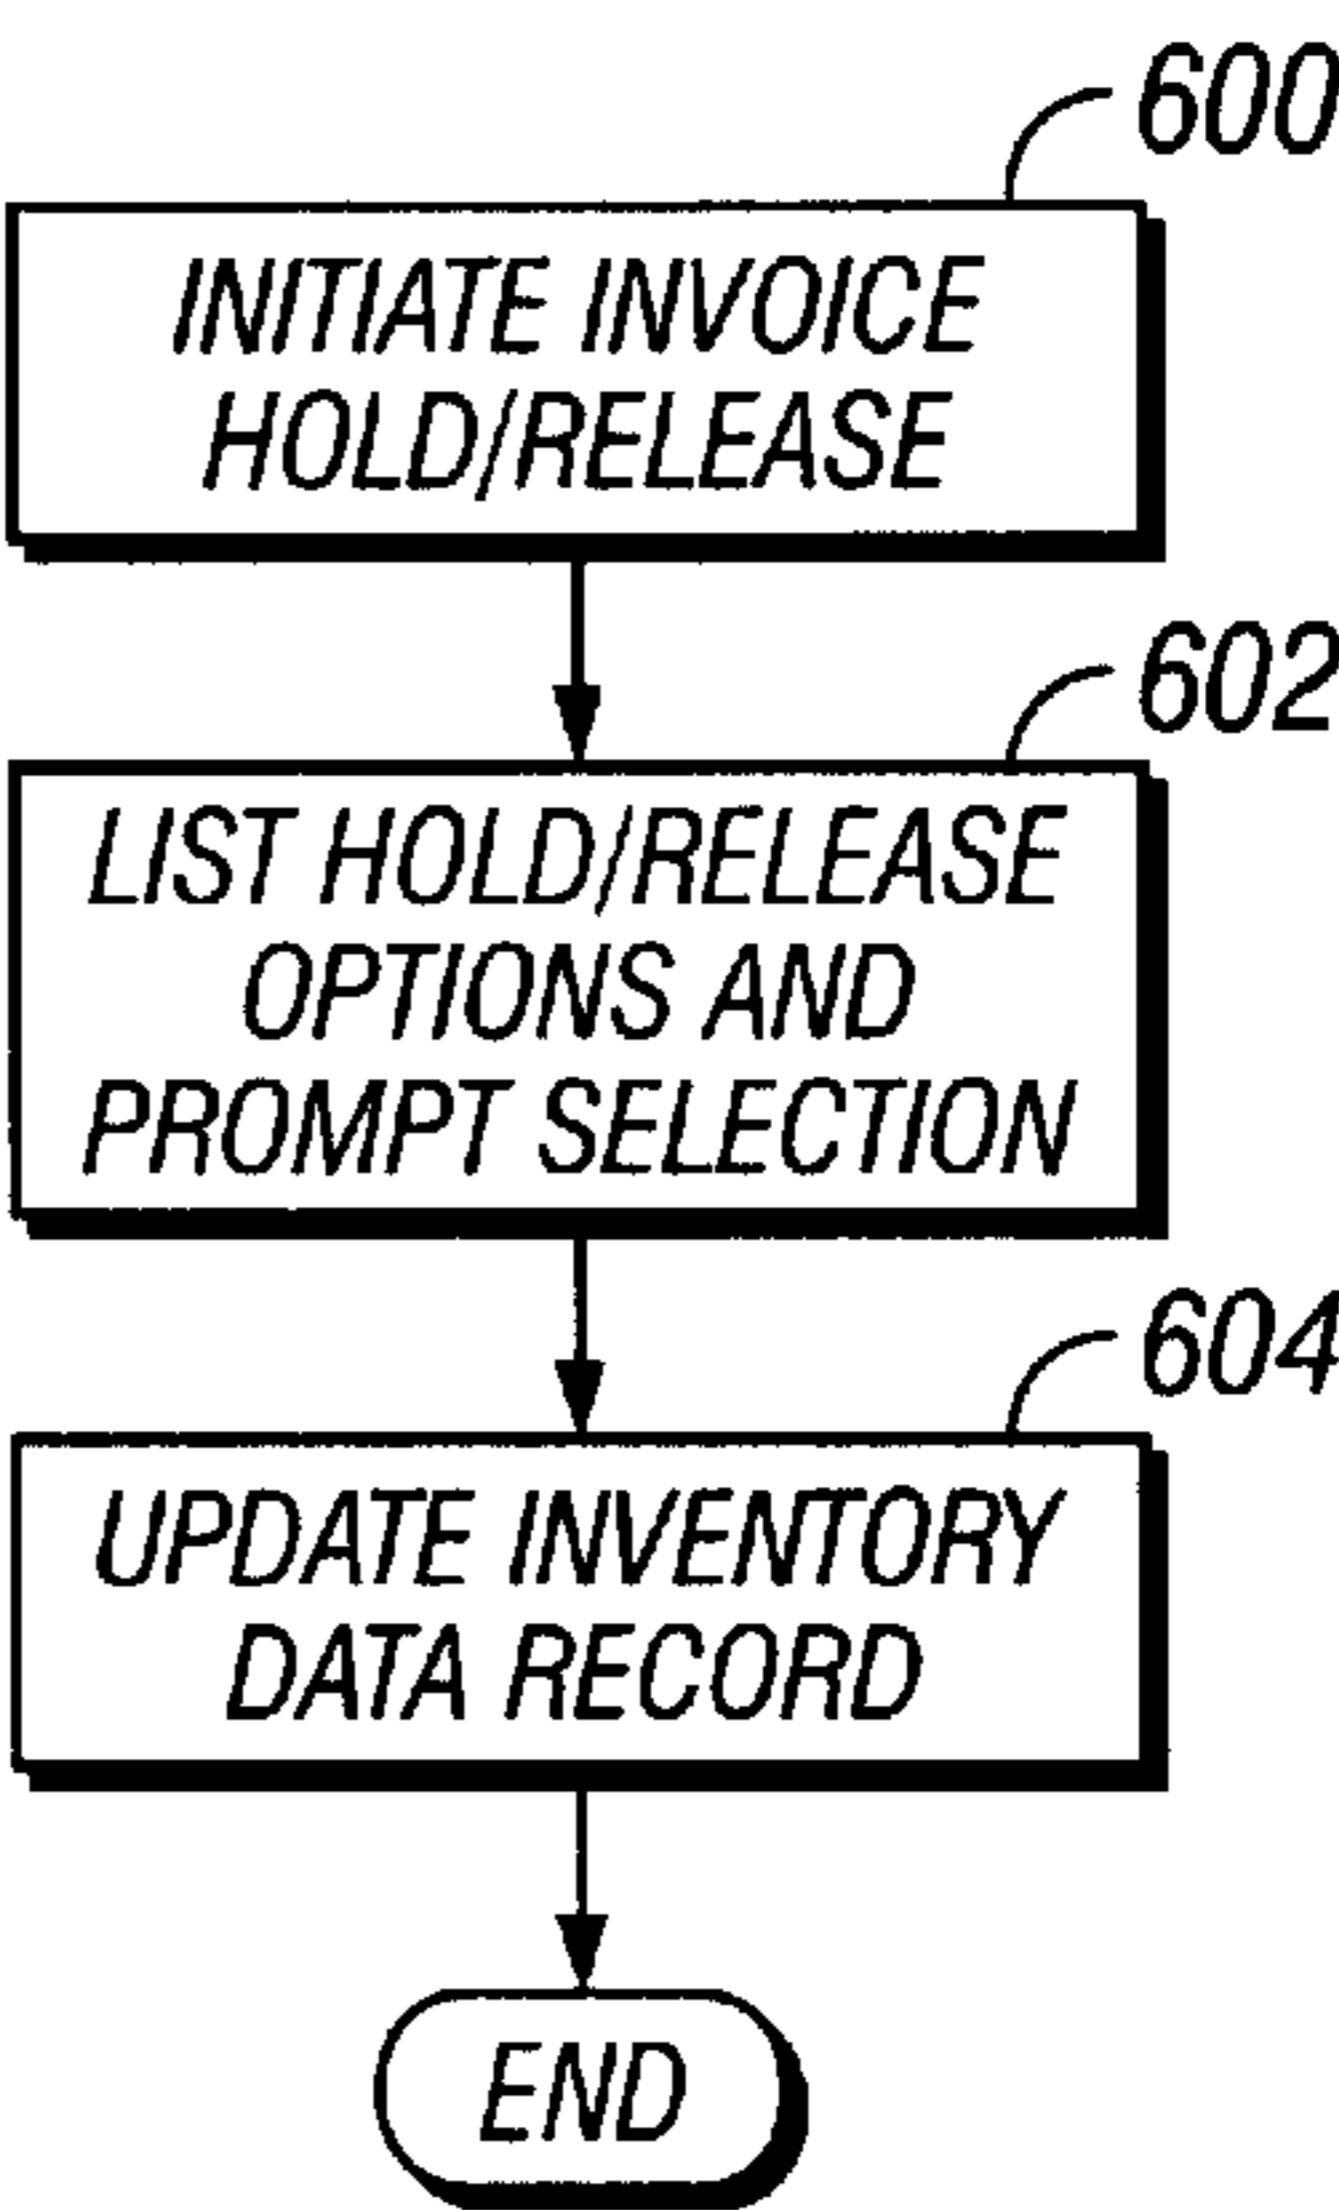 600
INITIATE INVOICE
HOLD/RELEASE
602
LIST HOLD/RELEASE
OPTIONS AND
PROMPT SELECTION
604
UPDATE INVENTORY
DATA RECORD
END